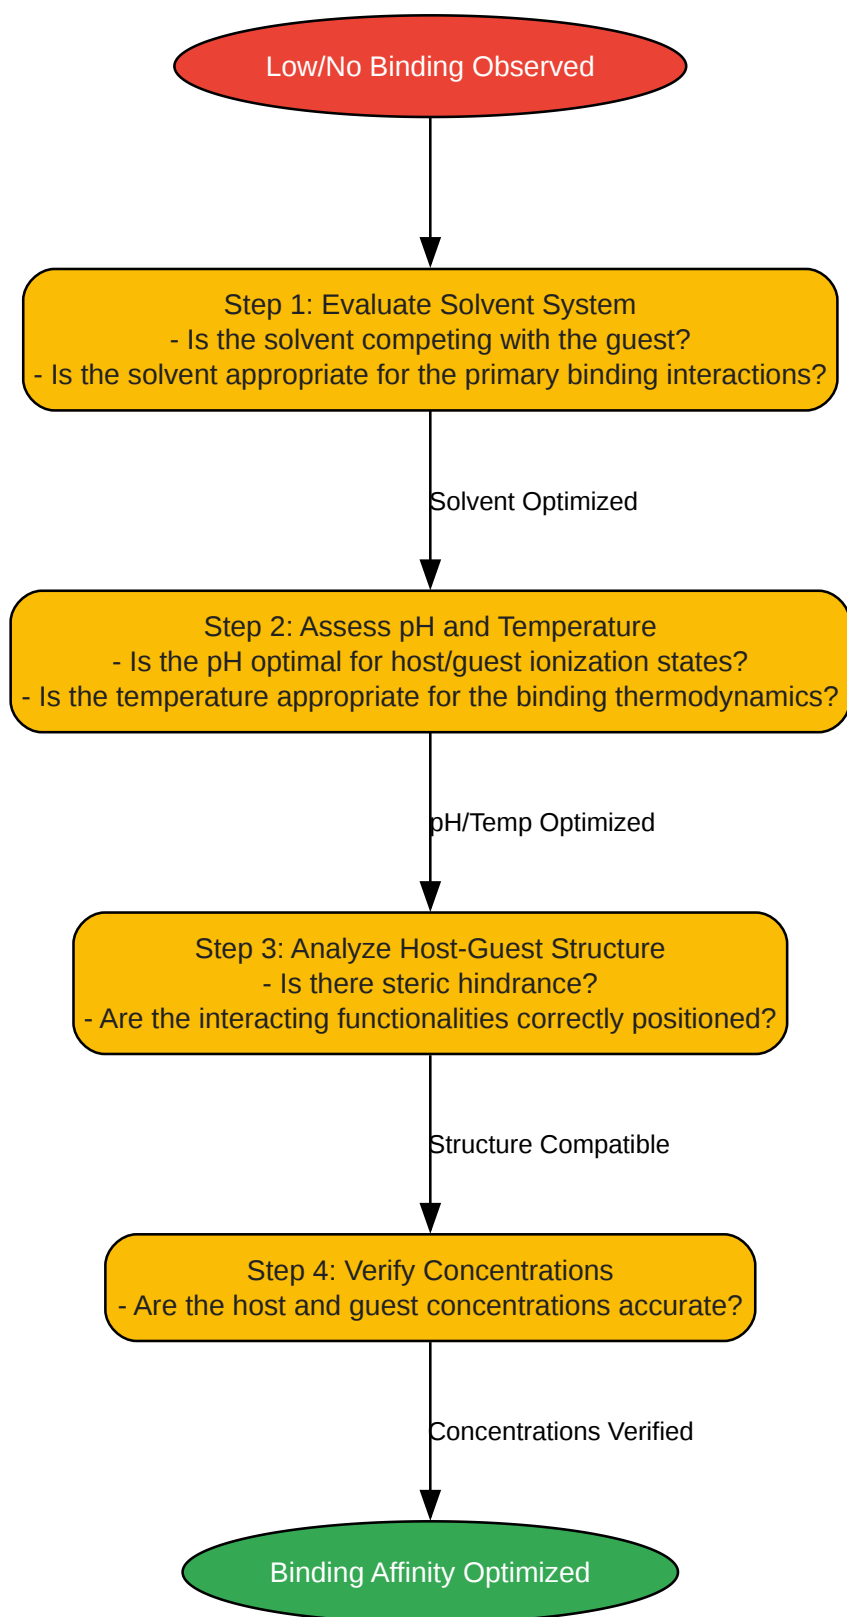 Low/No Binding Observed
Step 1: Evaluate Solvent System
- Is the solvent competing with the guest?
- Is the solvent appropriate for the primary binding interactions?
Solvent Optimized
Step 2: Assess pH and Temperature
- Is the pH optimal for host/guest ionization states?
- Is the temperature appropriate for the binding thermodynamics?
pH/Temp Optimized
Step 3: Analyze Host-Guest Structure
- Is there steric hindrance?
- Are the interacting functionalities correctly positioned?
Structure Compatible
Step 4: Verify Concentrations
- Are the host and guest concentrations accurate?
Concentrations Verified
Binding Affinity Optimized